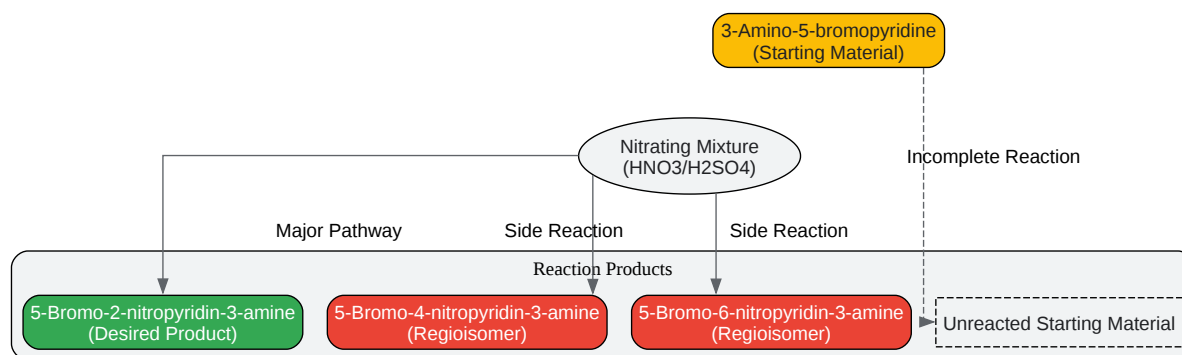 3-Amino-5-bromopyridine
(Starting Material)
Nitrating Mixture
(HNO3/H2SO4)
Incomplete Reaction
Major Pathway
Side Reaction
Side Reaction
Reaction Products
5-Bromo-2-nitropyridin-3-amine
(Desired Product)
5-Bromo-4-nitropyridin-3-amine
(Regioisomer)
5-Bromo-6-nitropyridin-3-amine
(Regioisomer)
Unreacted Starting Material